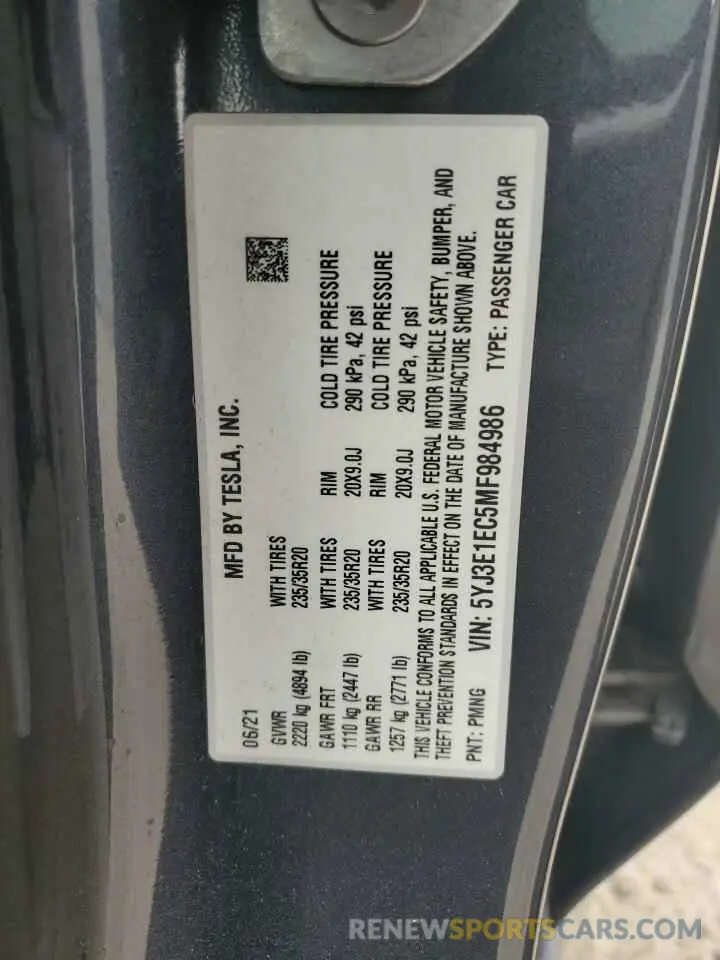 MFD BY TESLA, INC.
06/21
GVWR WITH TIRES
2220 kg (4894 lb) 235/35R20
GAWR FRT WITH TIRES RIM COLD TIRE PRESSURE
1110 kg (2447 lb) 235/35R20 20X9.0J 290 kPa, 42 psi
GAWR RR WITH TIRES RIM COLD TIRE PRESSURE
1257 kg (2771 lb) 235/35R20 20X9.0J 290 kPa, 42 psi
THIS VEHICLE CONFORMS TO ALL APPLICABLE U.S. FEDERAL MOTOR VEHICLE SAFETY, BUMPER, AND
THEFT PREVENTION STANDARDS IN EFFECT ON THE DATE OF MANUFACTURE SHOWN ABOVE.
PNT: PMNG VIN: 5YJ3E1EC5MF984986 TYPE: PASSENGER CAR
RENEWSPORTSCARS.COM